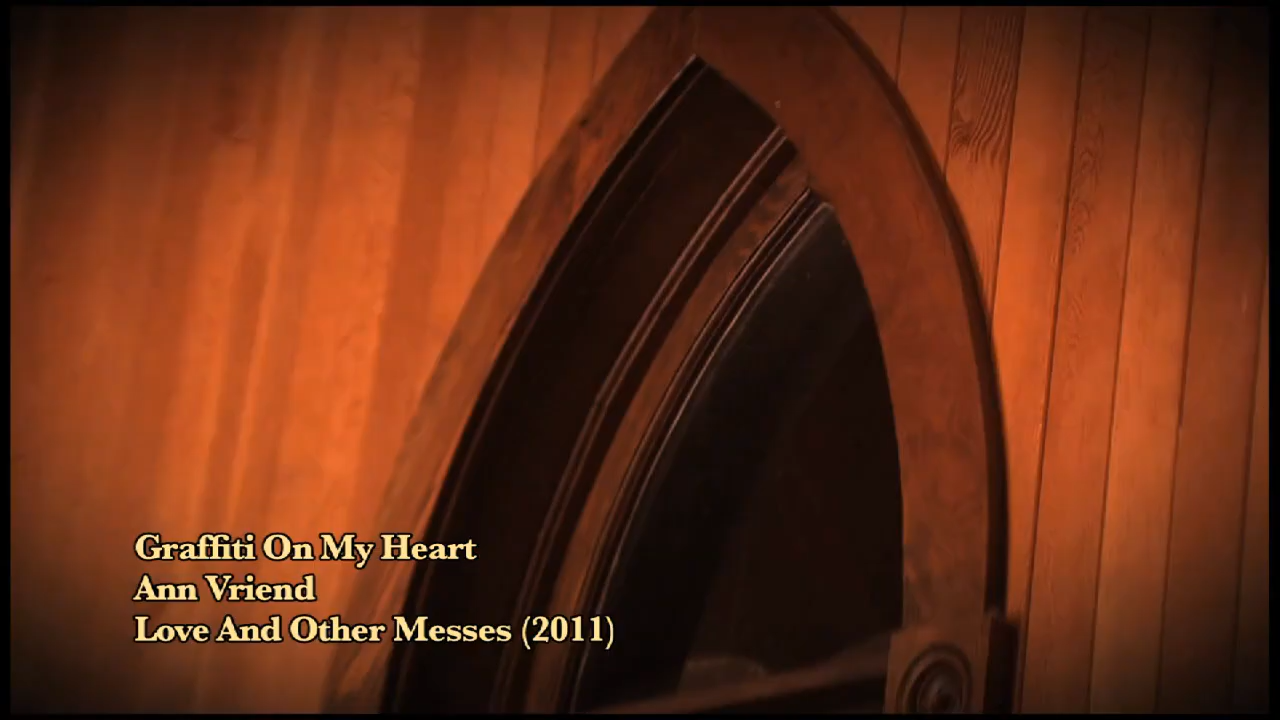 Graffiti On My Heart
Ann Vriend
Love And Other Messes (2011)